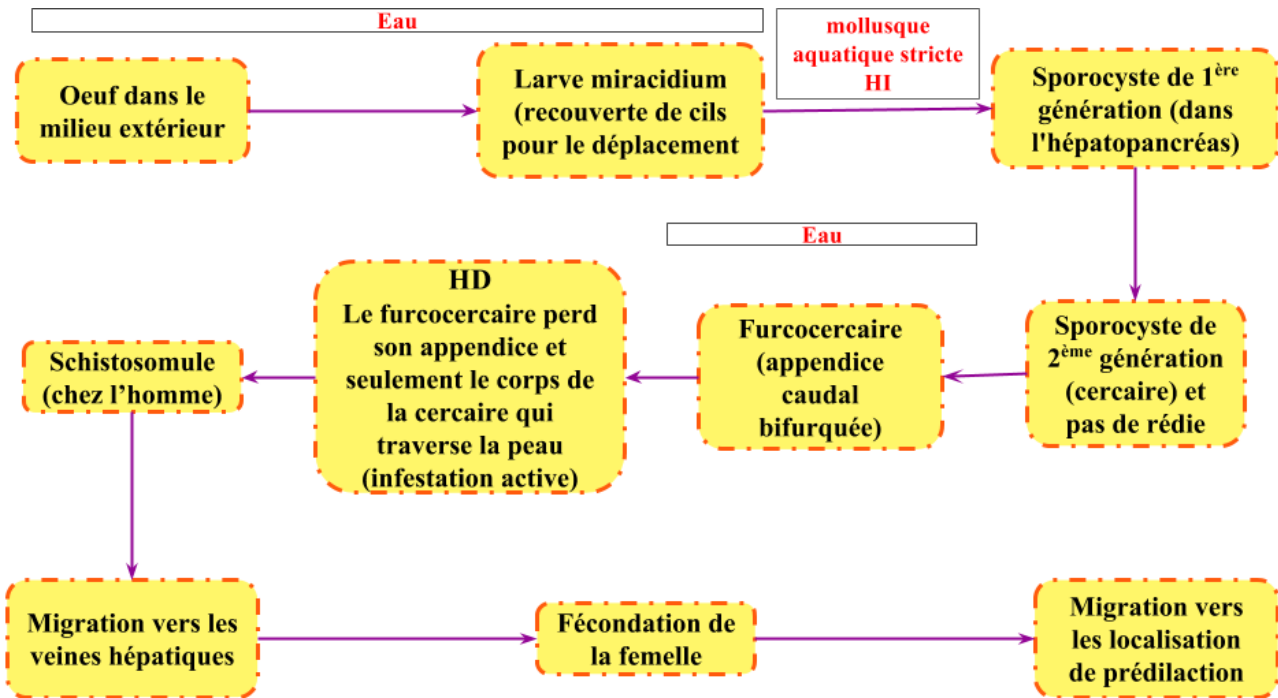 Eau
mollusque
aquatique stricte
HI
Oeuf dans le
milieu extérieur
Larve miracidium
(recouverte de cils
pour le déplacement
Sporocyste de 1ère
génération (dans
l'hépatopancréas)
Eau
Sporocyste de
2ème génération
(cercaire) et
pas de rédie
Furcocercaire
(appendice
caudal
bifurquée)
HD
Le furcocercaire perd
son appendice et
seulement le corps de
la cercaire qui
traverse la peau
(infestation active)
Schistosomule
(chez l’homme)
Migration vers les
veines hépatiques
Fécondation de
la femelle
Migration vers
les localisation
de prédilaction